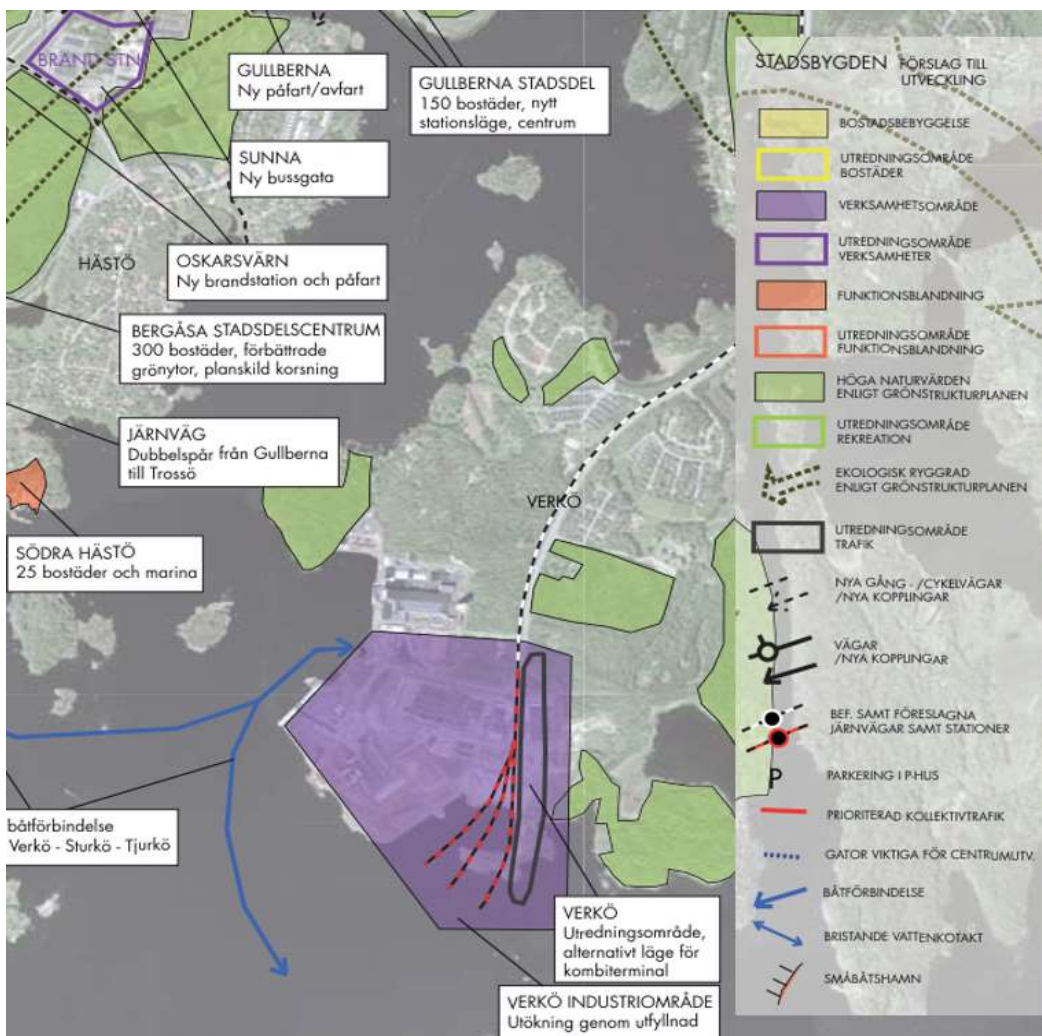 BRAND STN
GULLBERNA
Ny påfart/avfart
GULLBERNA STADSDEL
150 bostäder, nytt
stationsläge, centrum
SUNNA
Ny bussgata
HÄSTÖ
OSKARSVÄRN
Ny brandstation och påfart
BERGÅSA STADSDELSCENTRUM
300 bostäder, förbättrade
grönytor, planskild korsning
JÄRNVÄG
Dubbelspår från Gullberna
till Trossö
VERKÖ
SÖDRA HÄSTÖ
25 bostäder och marina
båtförbindelse
Verkö - Sturkö - Tjurkö
VERKÖ
Utredningsområde,
alternativt läge för
kombiterminal
VERKÖ INDUSTRIOMRÅDE
Utökning genom utfyllnad
STADSBYGDEN FÖRSLAG TILL
UTVECKLING
BOSTADSBEBYGGELSE
UTREDNINGSOMRÅDE
BOSTÄDER
VERKSAMHETSOMRÅDE
UTREDNINGSOMRÅDE
VERKSAMHETER
FUNKTIONSBLANDNING
UTREDNINGSOMRÅDE
FUNKTIONSBLANDNING
HÖGA NATURVÄRDEN
ENLIGT GRÖNSTRUKTURPLANEN
UTREDNINGSOMRÅDE
REKREATION
EKOLOGISK RYGGRAD
ENLIGT GRÖNSTRUKTURPLANEN
UTREDNINGSOMRÅDE
TRAFIK
NYA GÅNG - /CYKELVÄGAR
/NYA KOPPLINGAR
VÄGAR
/NYA KOPPLINGAR
BEF. SAMT FÖRESLAGNA
JÄRNVÄGAR SAMT STATIONER
P PARKERING I P-HUS
PRIORITERAD KOLLEKTIVTRAFIK
GATOR VIKTIGA FÖR CENTRUMUTV.
BÅTFÖRBINDELSE
BRISTANDE VATTENKOTAKT
SMÅBÅTSHAMN